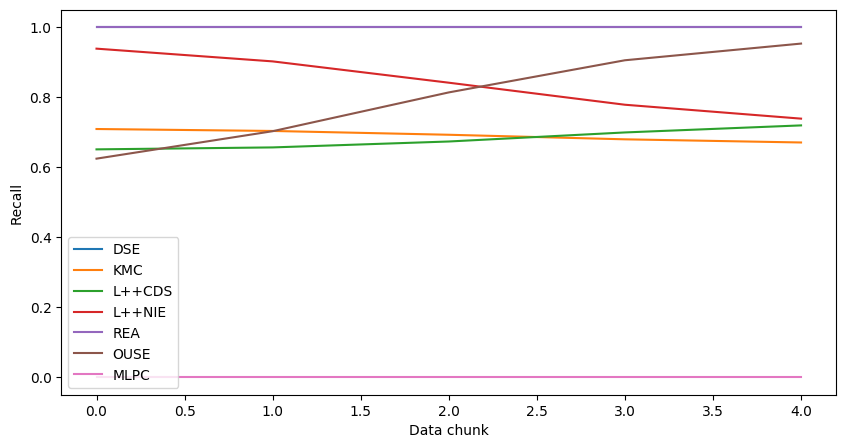 1.0
0.8
0.6
0.4
0.2
0.0
Recall
DSE
KMC
L++CDS
L++NIE
REA
OUSE
MLPC
0.0 0.5 1.0 1.5 2.0 2.5 3.0 3.5 4.0
Data chunk